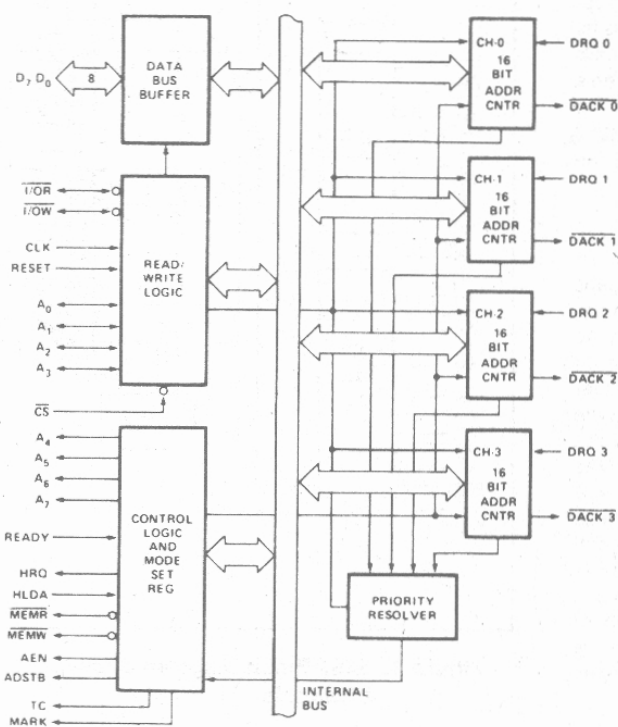 D7 D0
8
DATA
BUS
BUFFER
I/OR
I/OW
CLK
RESET
A0
A1
A2
A3
CS
READ/
WRITE
LOGIC
A4
A5
A6
A7
READY
HRQ
HLDA
MEMR
MEMW
AEN
ADSTB
TC
MARK
CONTROL
LOGIC
AND
MODE
SET
REG
INTERNAL
BUS
CH-0
16
BIT
ADDR
CNTR
DRQ 0
DACK 0
CH-1
16
BIT
ADDR
CNTR
DRQ 1
DACK 1
CH-2
16
BIT
ADDR
CNTR
DRQ 2
DACK 2
CH-3
16
BIT
ADDR
CNTR
DRQ 3
DACK 3
PRIORITY
RESOLVER